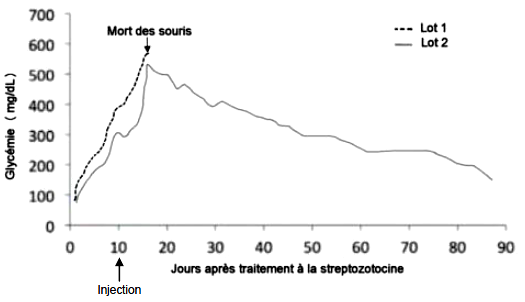 700
600
500
400
300
200
100
0
Glycémie ( mg/dL)
Mort des souris
Lot 1
Lot 2
0 10 20 30 40 50 60 70 80 90
Jours après traitement à la streptozotocine
Injection